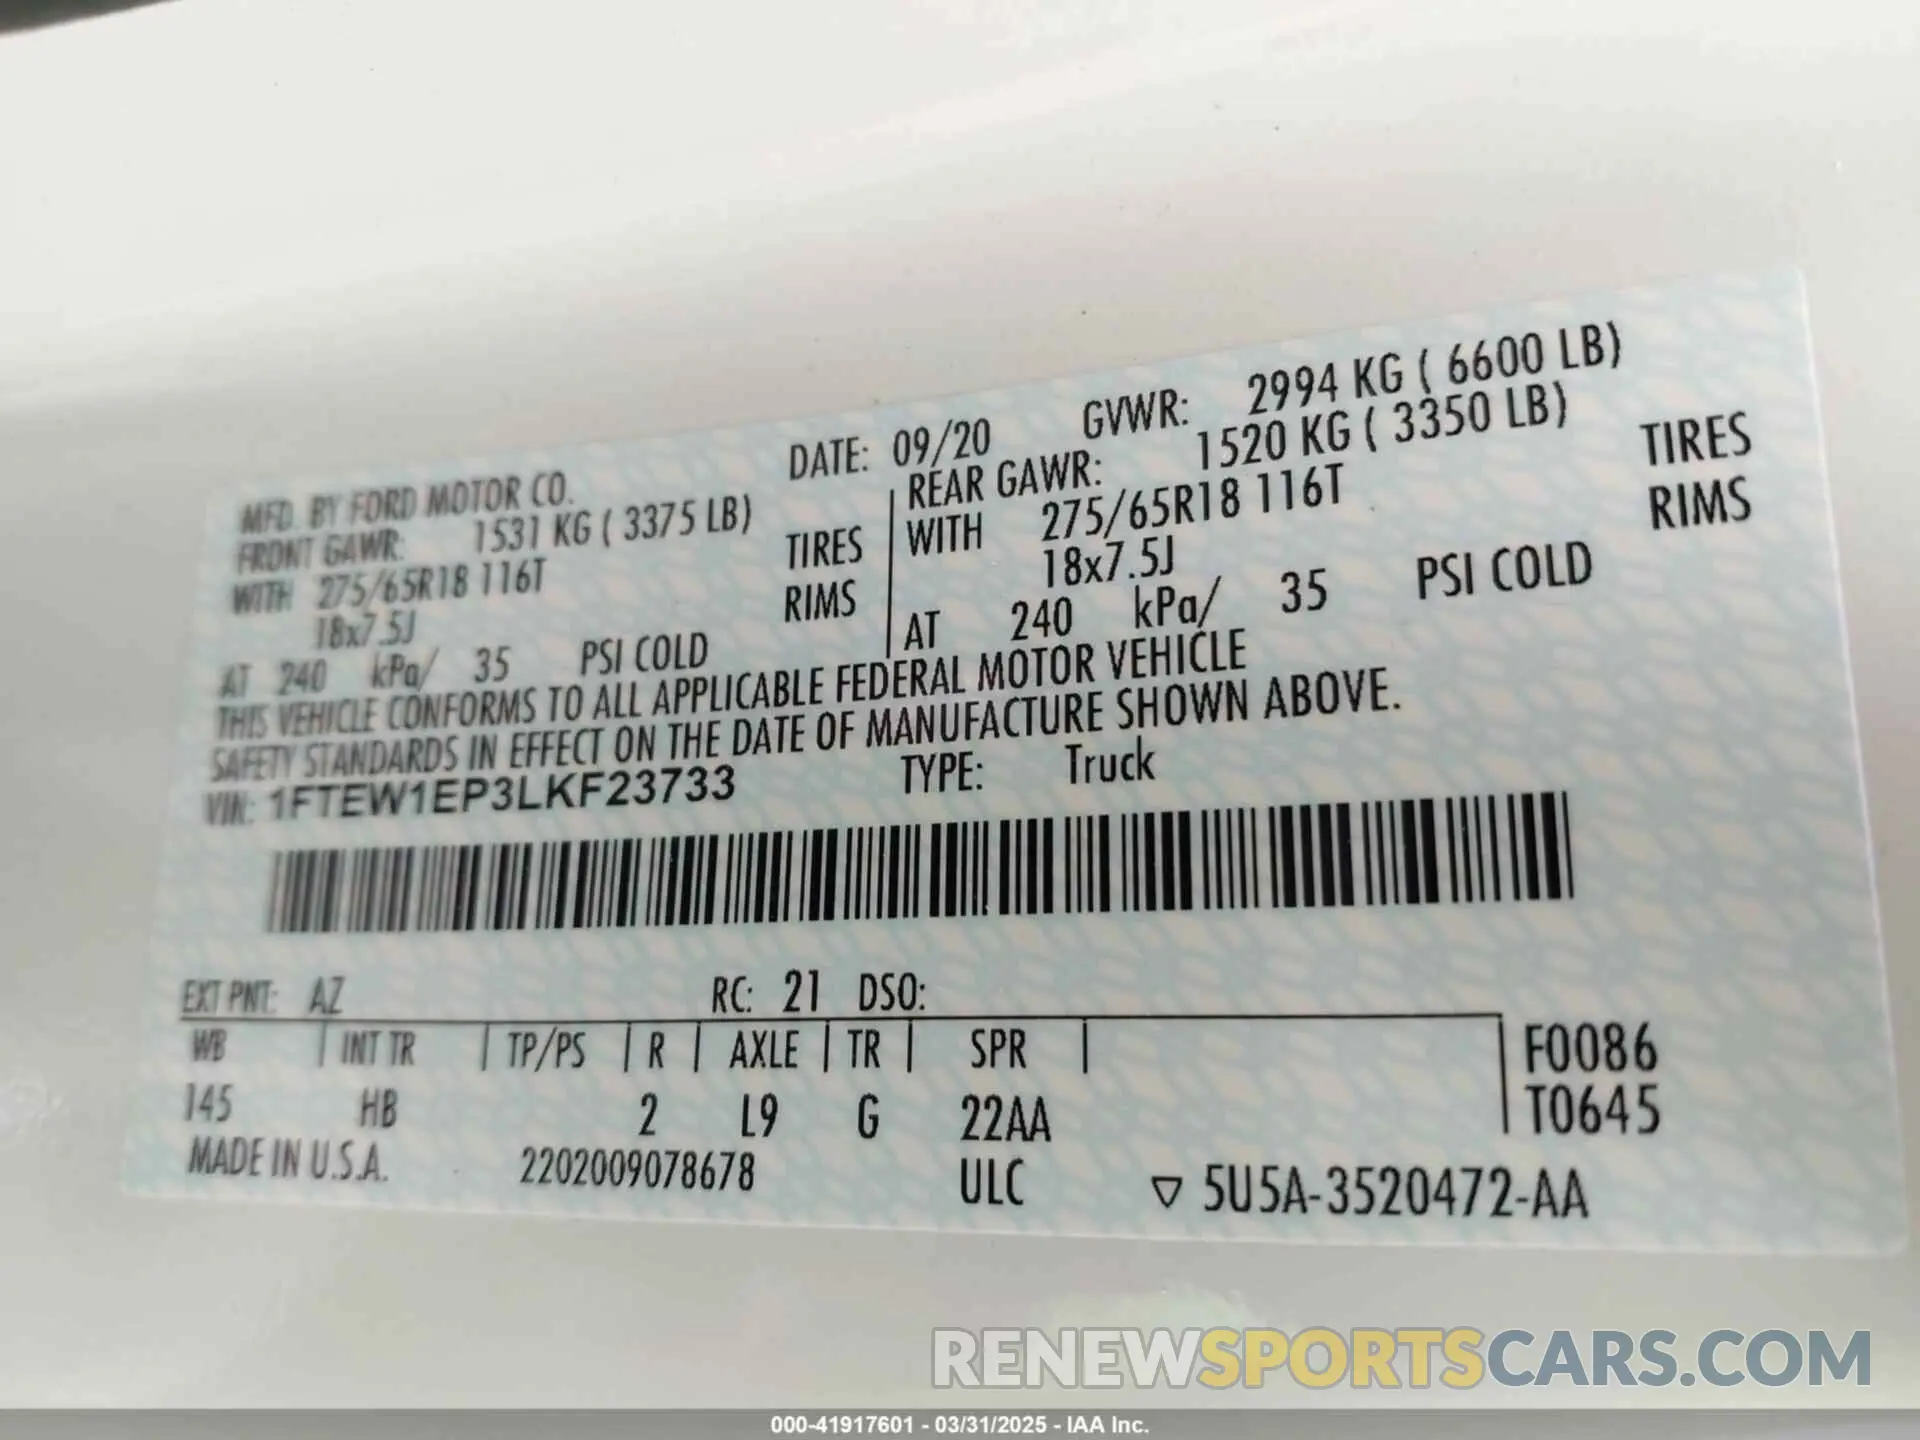 MFD. BY FORD MOTOR CO. DATE: 09/20 GVWR: 2994 KG ( 6600 LB)
FRONT GAWR: 1531 KG ( 3375 LB) REAR GAWR: 1520 KG ( 3350 LB)
WITH 275/65R18 116T TIRES WITH 275/65R18 116T TIRES
18x7.5J RIMS 18x7.5J RIMS
AT 240 kPa/ 35 PSI COLD AT 240 kPa/ 35 PSI COLD
THIS VEHICLE CONFORMS TO ALL APPLICABLE FEDERAL MOTOR VEHICLE
SAFETY STANDARDS IN EFFECT ON THE DATE OF MANUFACTURE SHOWN ABOVE.
VIN: 1FTEW1EP3LKF23733 TYPE: Truck
EXT PNT: AZ RC: 21 DSO:
WB INT TR TP/PS R AXLE TR SPR F0086
145 HB 2 L9 G 22AA T0645
MADE IN U.S.A. 2202009078678 ULC ▽ 5U5A-3520472-AA
RENEWSPORTSCARS.COM
000-41917601 - 03/31/2025 - IAA Inc.